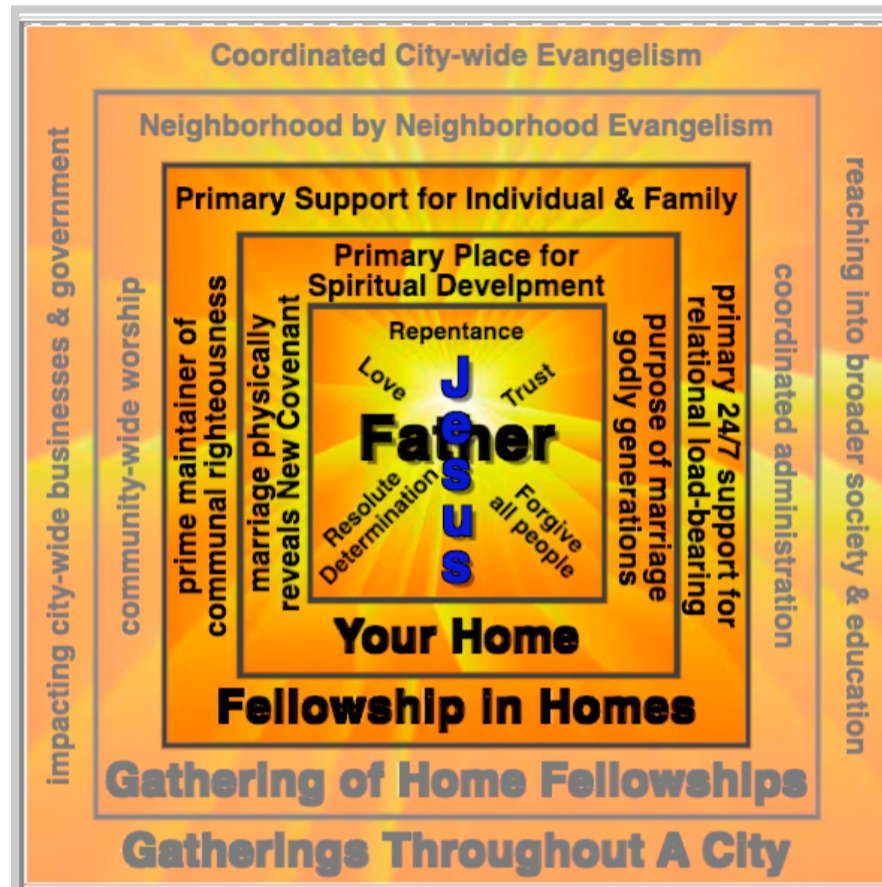 Coordinated City-wide Evangelism
Neighborhood by Neighborhood Evangelism
Primary Support for Individual & Family
Primary Place for
Spiritual Develpment
Repentance
Love
Trust
Jesus
Father
Resolute
Determination
Forgive
all people
impacting city-wide businesses & government
community-wide worship
prime maintainer of
communal righteousness
marriage physically
reveals New Covenant
purpose of marriage
godly generations
primary 24/7 support for
relational load-bearing
coordinated administration
reaching into broader society & education
Your Home
Fellowship in Homes
Gathering of Home Fellowships
Gatherings Throughout A City